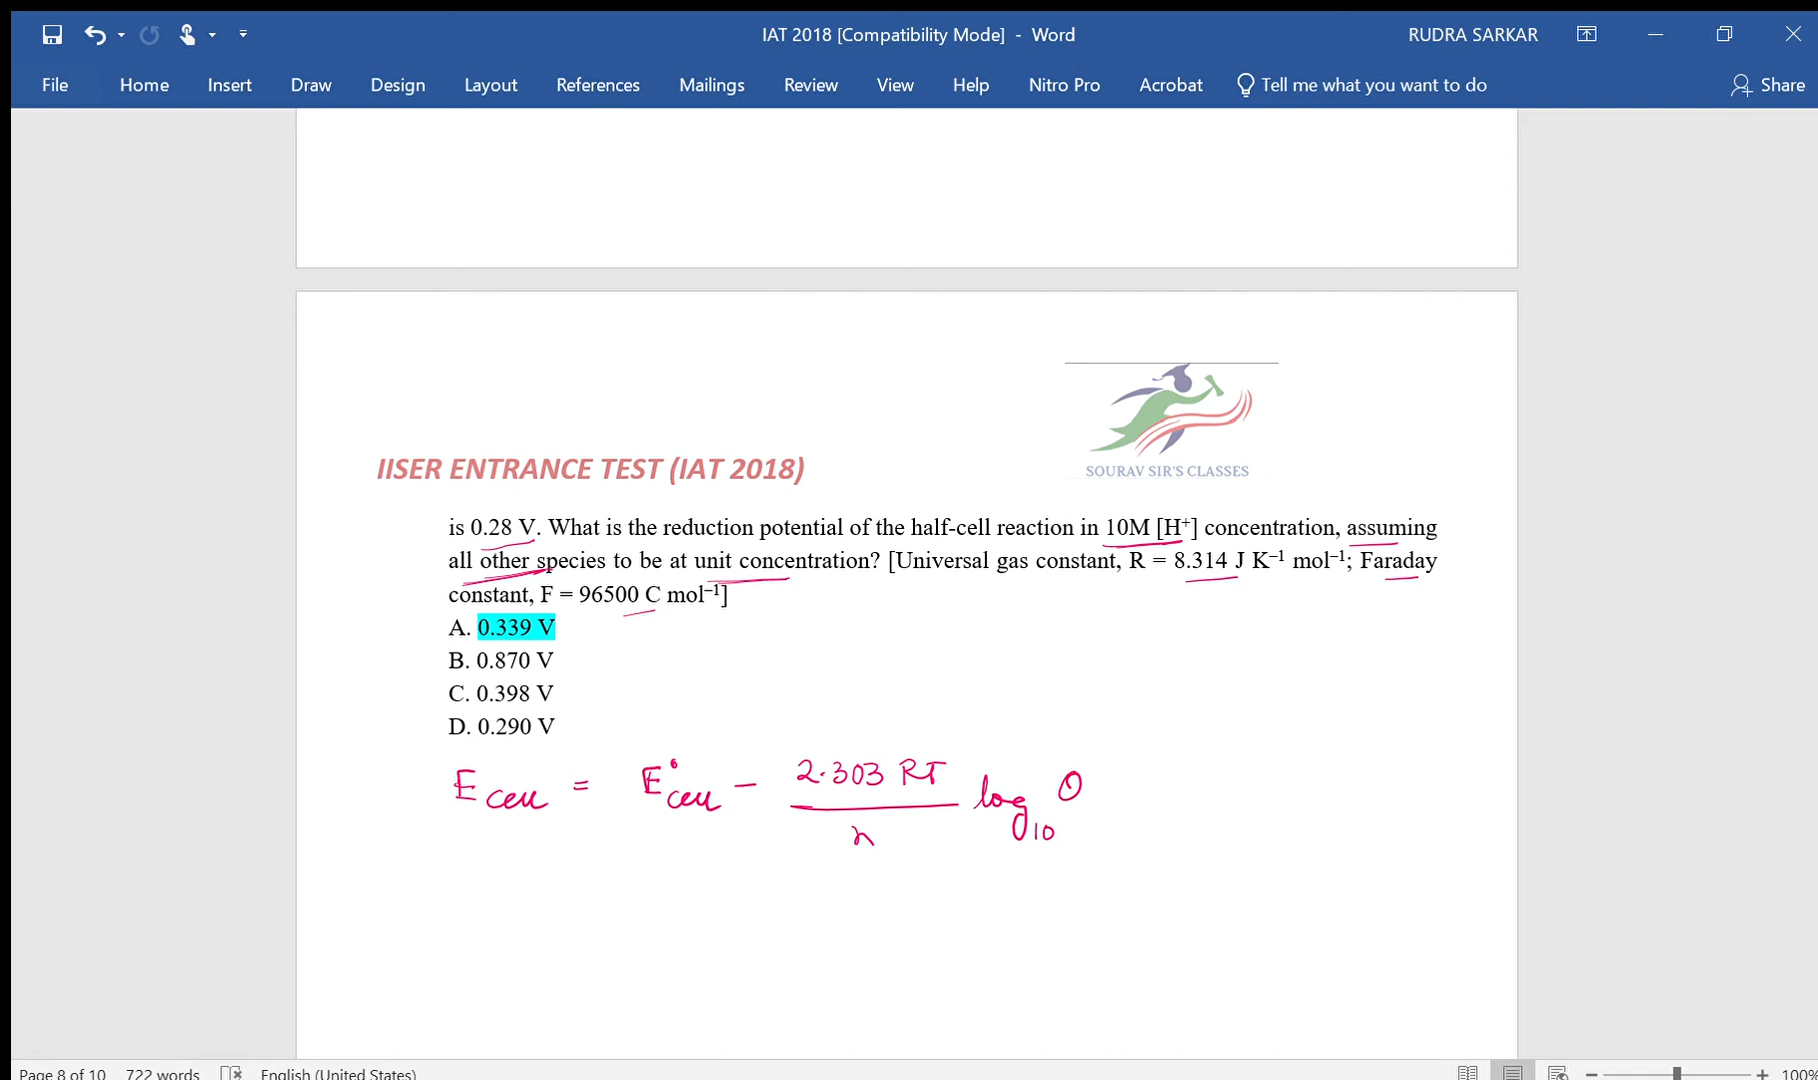 IAT 2018 [Compatibility Mode] - Word
RUDRA SARKAR
File Home Insert Draw Design Layout References Mailings Review View Help Nitro Pro Acrobat Tell me what you want to do Share
SOURAV SIR'S CLASSES
IISER ENTRANCE TEST (IAT 2018)
is 0.28 V. What is the reduction potential of the half-cell reaction in 10M [H⁺] concentration, assuming
all other species to be at unit concentration? [Universal gas constant, R = 8.314 J K⁻¹ mol⁻¹; Faraday
constant, F = 96500 C mol⁻¹]
A. 0.339 V
B. 0.870 V
C. 0.398 V
D. 0.290 V
E cell = E° cell − 2.303 RT / n log₁₀ Q
Page 8 of 10 722 words English (United States) 100%